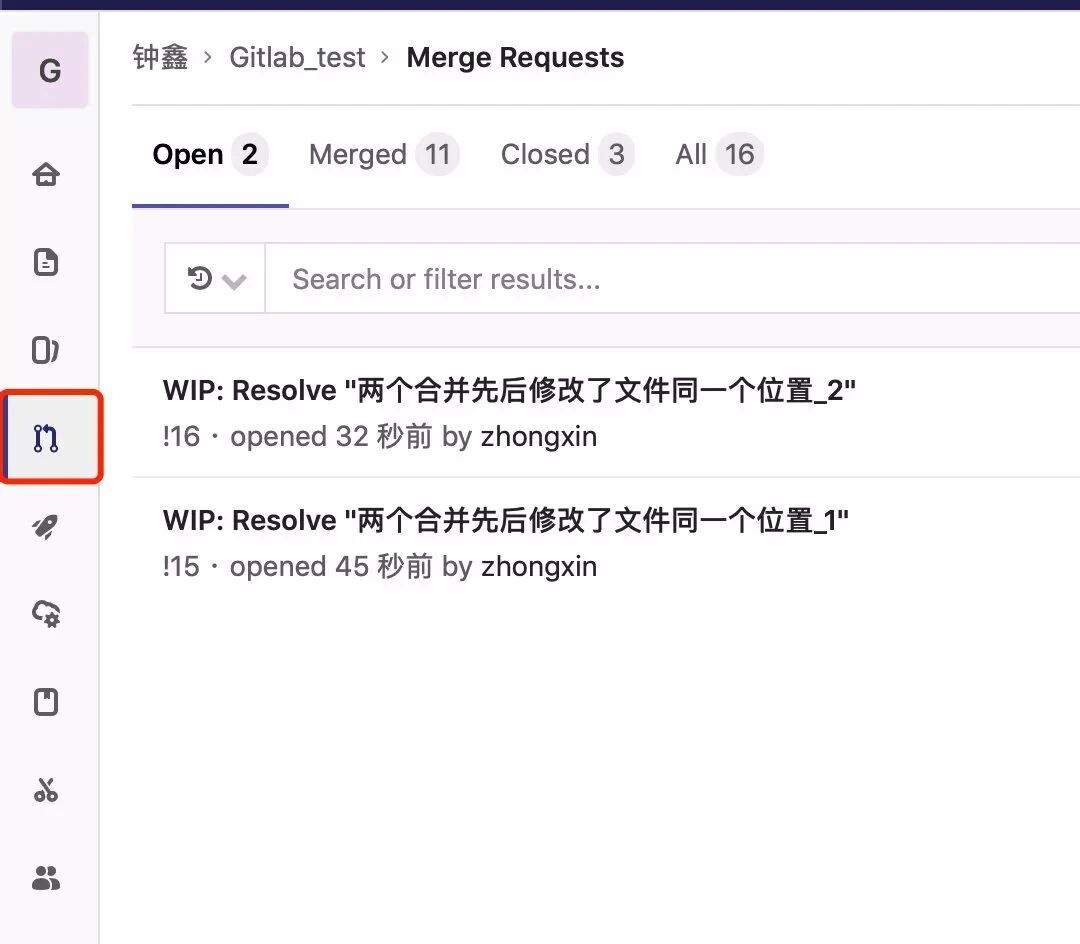 G
钟鑫 › Gitlab_test › Merge Requests
Open 2 Merged 11 Closed 3 All 16
Search or filter results...
WIP: Resolve "两个合并先后修改了文件同一个位置_2"
!16 · opened 32 秒前 by zhongxin
WIP: Resolve "两个合并先后修改了文件同一个位置_1"
!15 · opened 45 秒前 by zhongxin